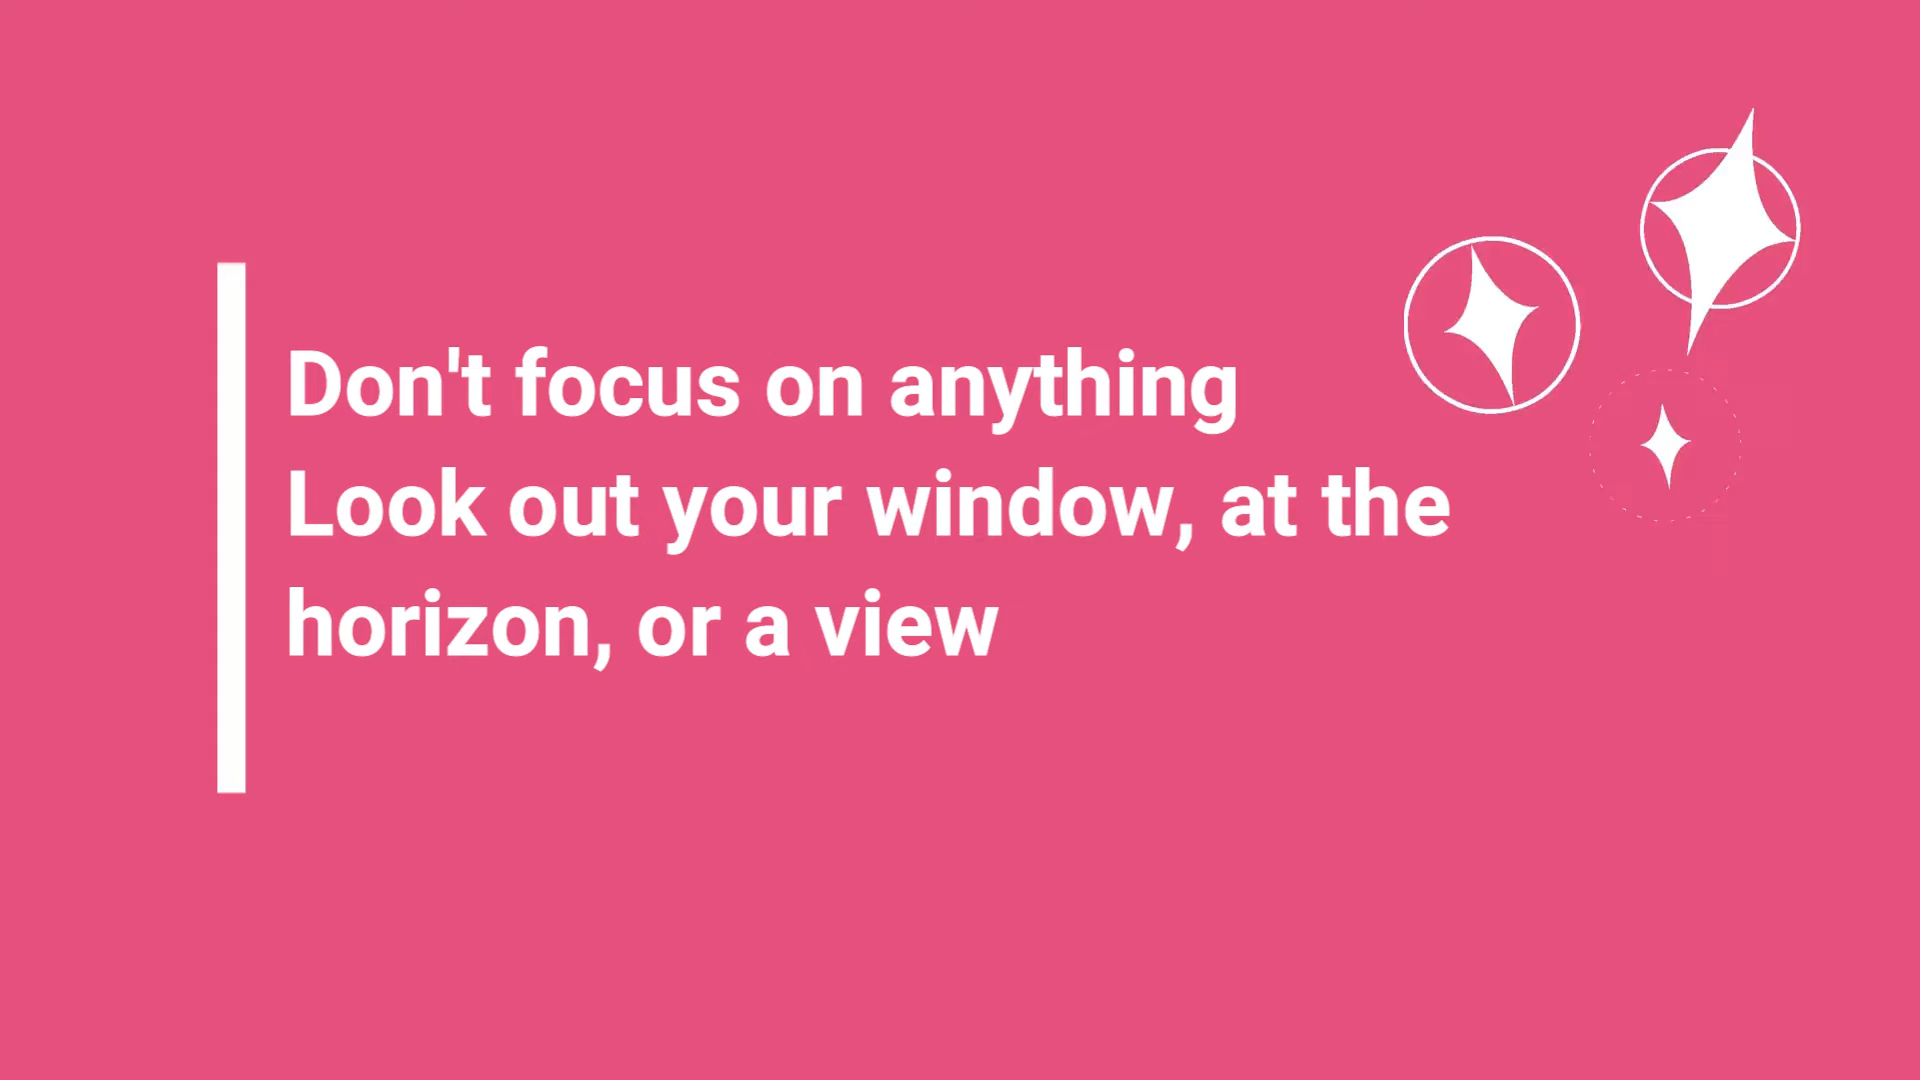 Don't focus on anything
Look out your window, at the
horizon, or a view